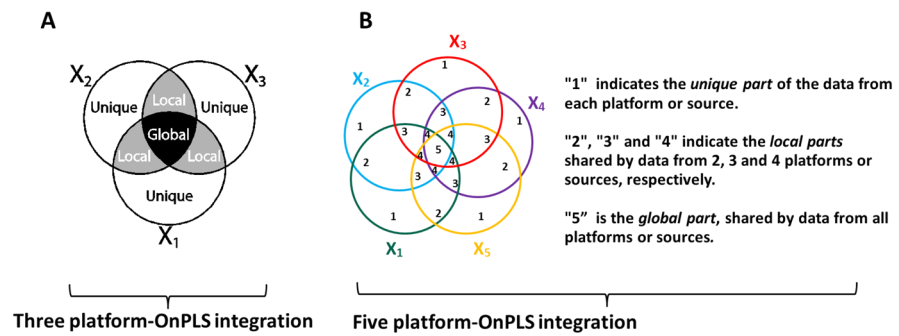 A
X2
X3
Unique
Local
Unique
Global
Local
Local
Unique
X1
Three platform-OnPLS integration
B
X3
X2
X4
1
2
2
3
1
1
3
4
4
3
5
2
4
4
2
3
4
3
1
2
1
X1
X5
Five platform-OnPLS integration
"1" indicates the unique part of the data from
each platform or source.
"2", "3" and "4" indicate the local parts
shared by data from 2, 3 and 4 platforms or
sources, respectively.
"5” is the global part, shared by data from all
platforms or sources.